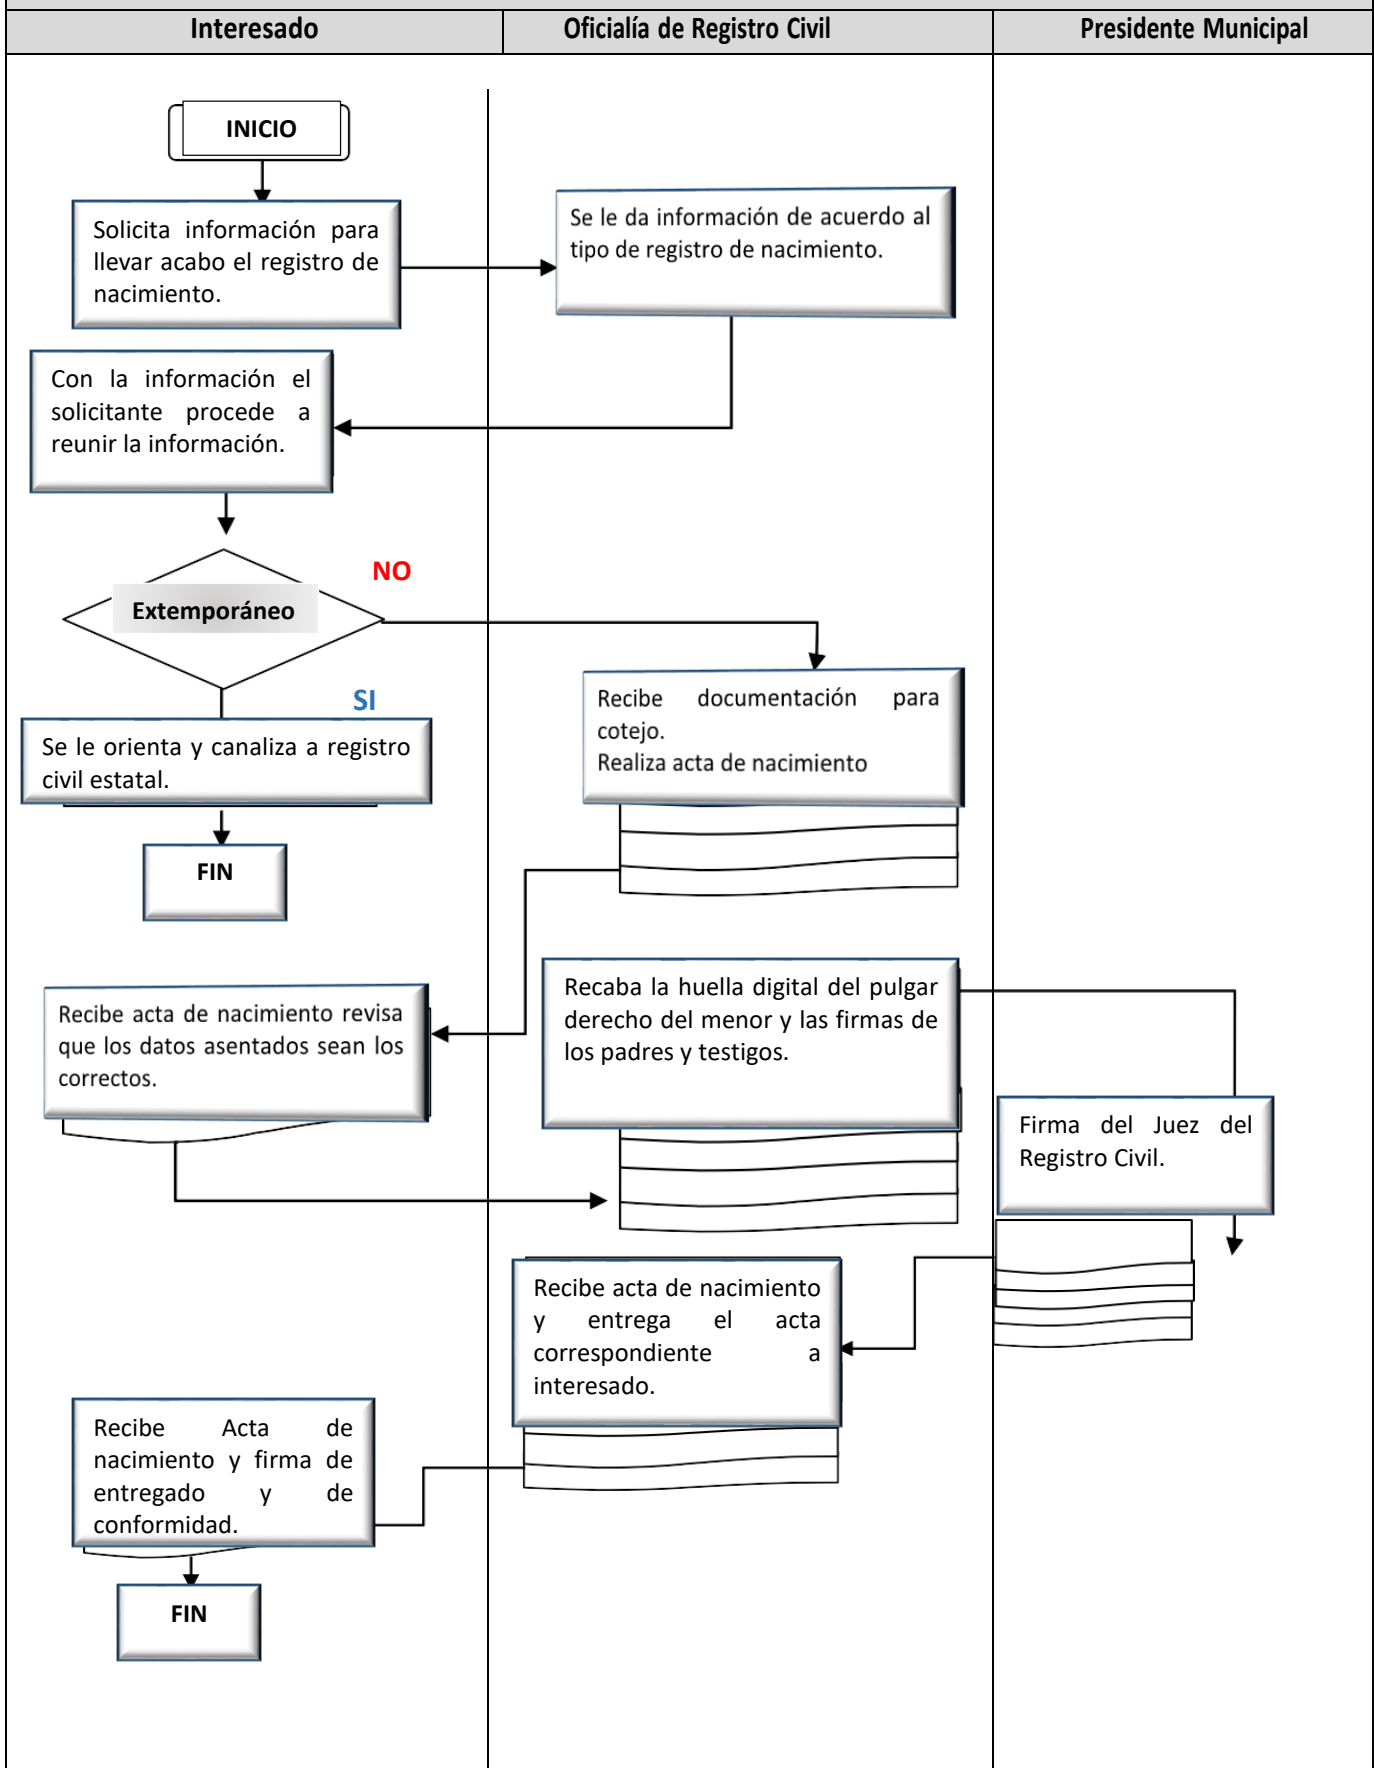 Interesado
Oficialía de Registro Civil
Presidente Municipal
INICIO
Solicita información para
llevar acabo el registro de
nacimiento.
Se le da información de acuerdo al
tipo de registro de nacimiento.
Con la información el
solicitante procede a
reunir la información.
NO
Extemporáneo
SI
Se le orienta y canaliza a registro
civil estatal.
FIN
Recibe documentación para
cotejo.
Realiza acta de nacimiento
Recibe acta de nacimiento revisa
que los datos asentados sean los
correctos.
Recaba la huella digital del pulgar
derecho del menor y las firmas de
los padres y testigos.
Firma del Juez del
Registro Civil.
Recibe acta de nacimiento
y entrega el acta
correspondiente a
interesado.
Recibe Acta de
nacimiento y firma de
entregado y de
conformidad.
FIN